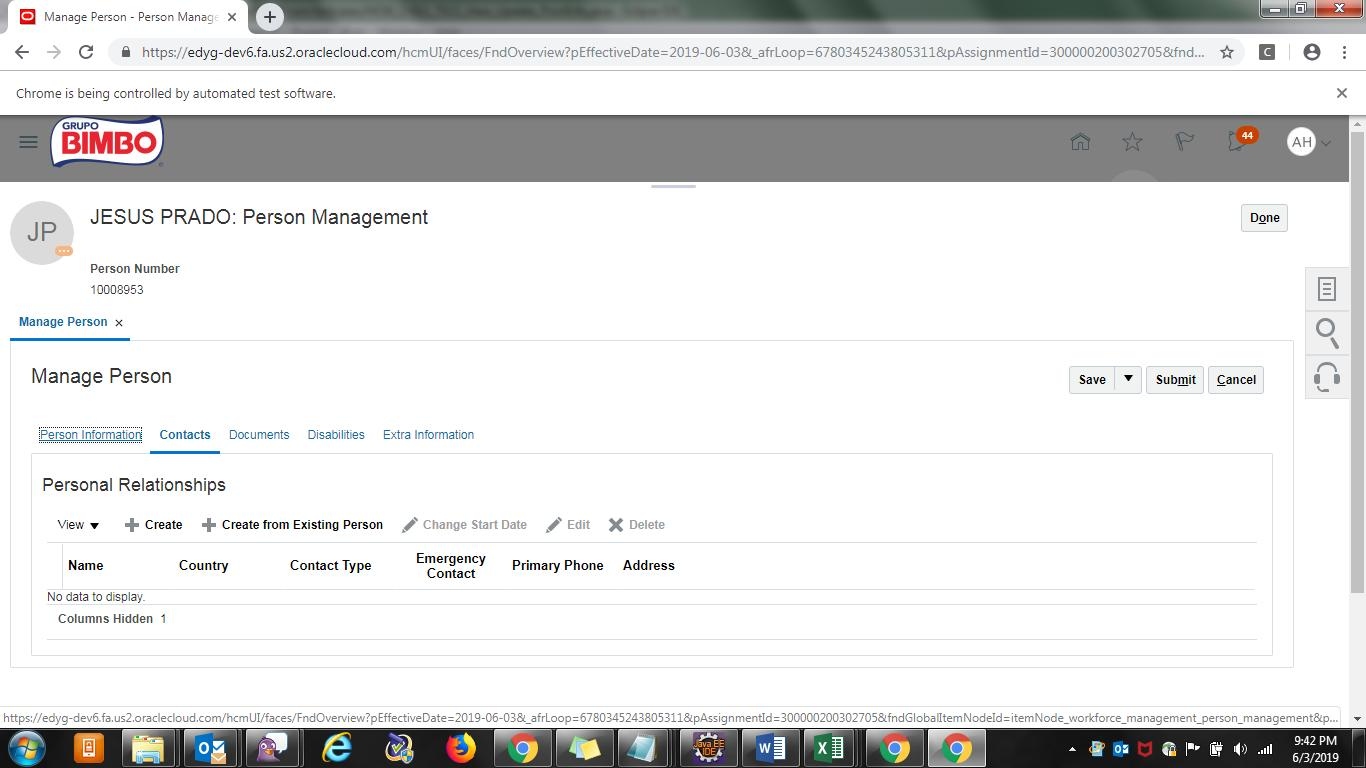 Manage Person - Person Manage
https://edyg-dev6.fa.us2.oraclecloud.com/hcmUI/faces/FndOverview?pEffectiveDate=2019-06-03&_afrLoop=6780345243805311&pAssignmentId=300000200302705&fnd...
C
Chrome is being controlled by automated test software.
GRUPO
BIMBO
44
AH
JP
JESUS PRADO: Person Management
Done
Person Number
10008953
Manage Person
Manage Person
Save
Submit
Cancel
Person Information Contacts Documents Disabilities Extra Information
Personal Relationships
View Create Create from Existing Person Change Start Date Edit Delete
Name Country Contact Type Emergency Contact Primary Phone Address
No data to display.
Columns Hidden 1
https://edyg-dev6.fa.us2.oraclecloud.com/hcmUI/faces/FndOverview?pEffectiveDate=2019-06-03&_afrLoop=6780345243805311&pAssignmentId=300000200302705&fndGlobalItemNodeId=itemNode_workforce_management_person_management&p...
Java EE
IDE
9:42 PM
6/3/2019